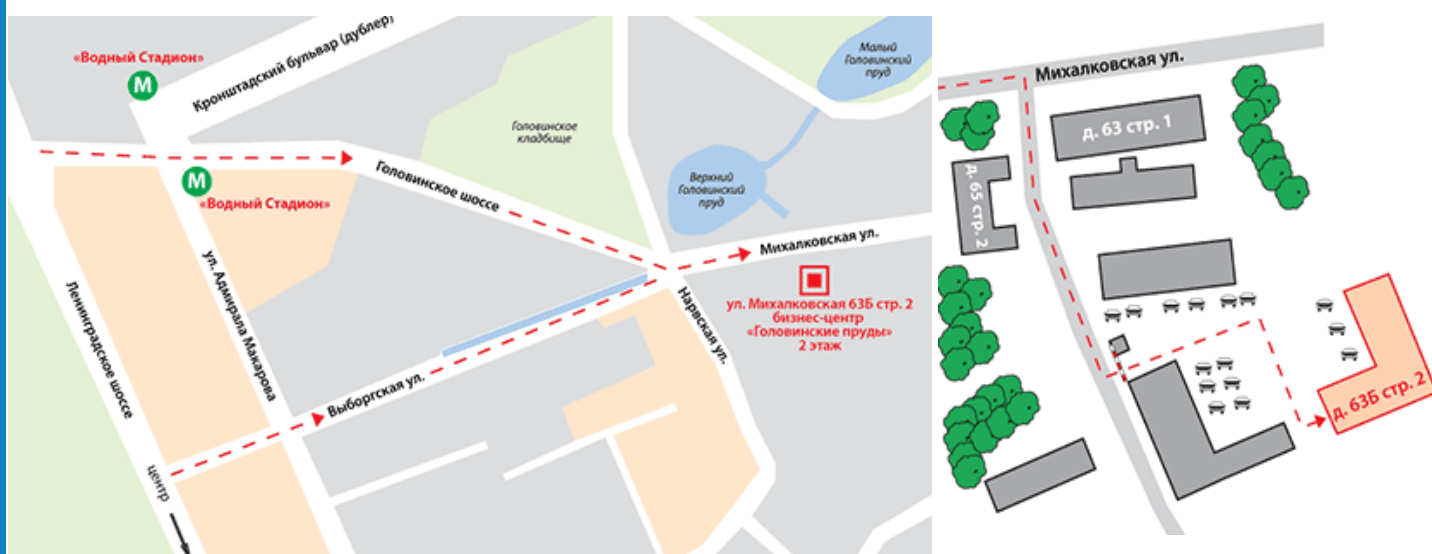 «Водный Стадион»
М
Кронштадский бульвар (дублер)
Малый
Головинский
пруд
Головинское
кладбище
М
«Водный Стадион»
Головинское шоссе
Верхний
Головинский
пруд
Михалковская ул.
ул. Михалковская 63Б стр. 2
бизнес-центр
«Головинские пруды»
2 этаж
Ленинградское шоссе
ул. Адмирала Макарова
Нарвская ул.
Выборгская ул.
центр
Михалковская ул.
д. 63 стр. 1
д. 65 стр. 2
д. 63Б стр. 2